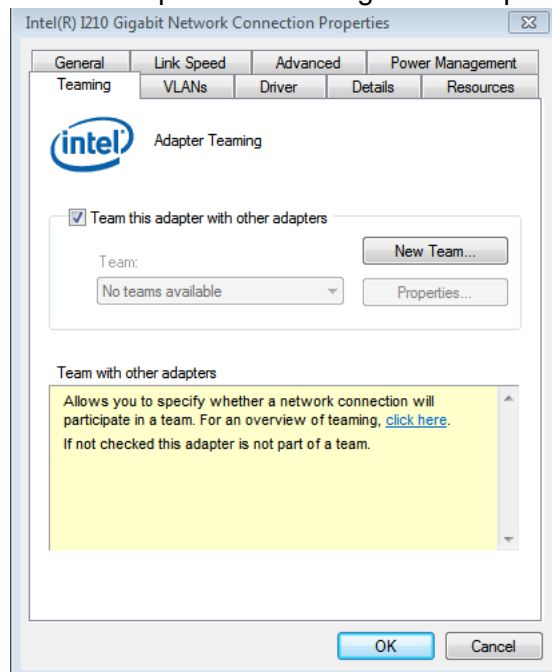 Intel(R) I210 Gigabit Network Connection Properties
General Link Speed Advanced Power Management
Teaming VLANs Driver Details Resources
intel Adapter Teaming
Team this adapter with other adapters
New Team...
Team:
No teams available Properties...
Team with other adapters
Allows you to specify whether a network connection will
participate in a team. For an overview of teaming, click here.
If not checked this adapter is not part of a team.
OK Cancel